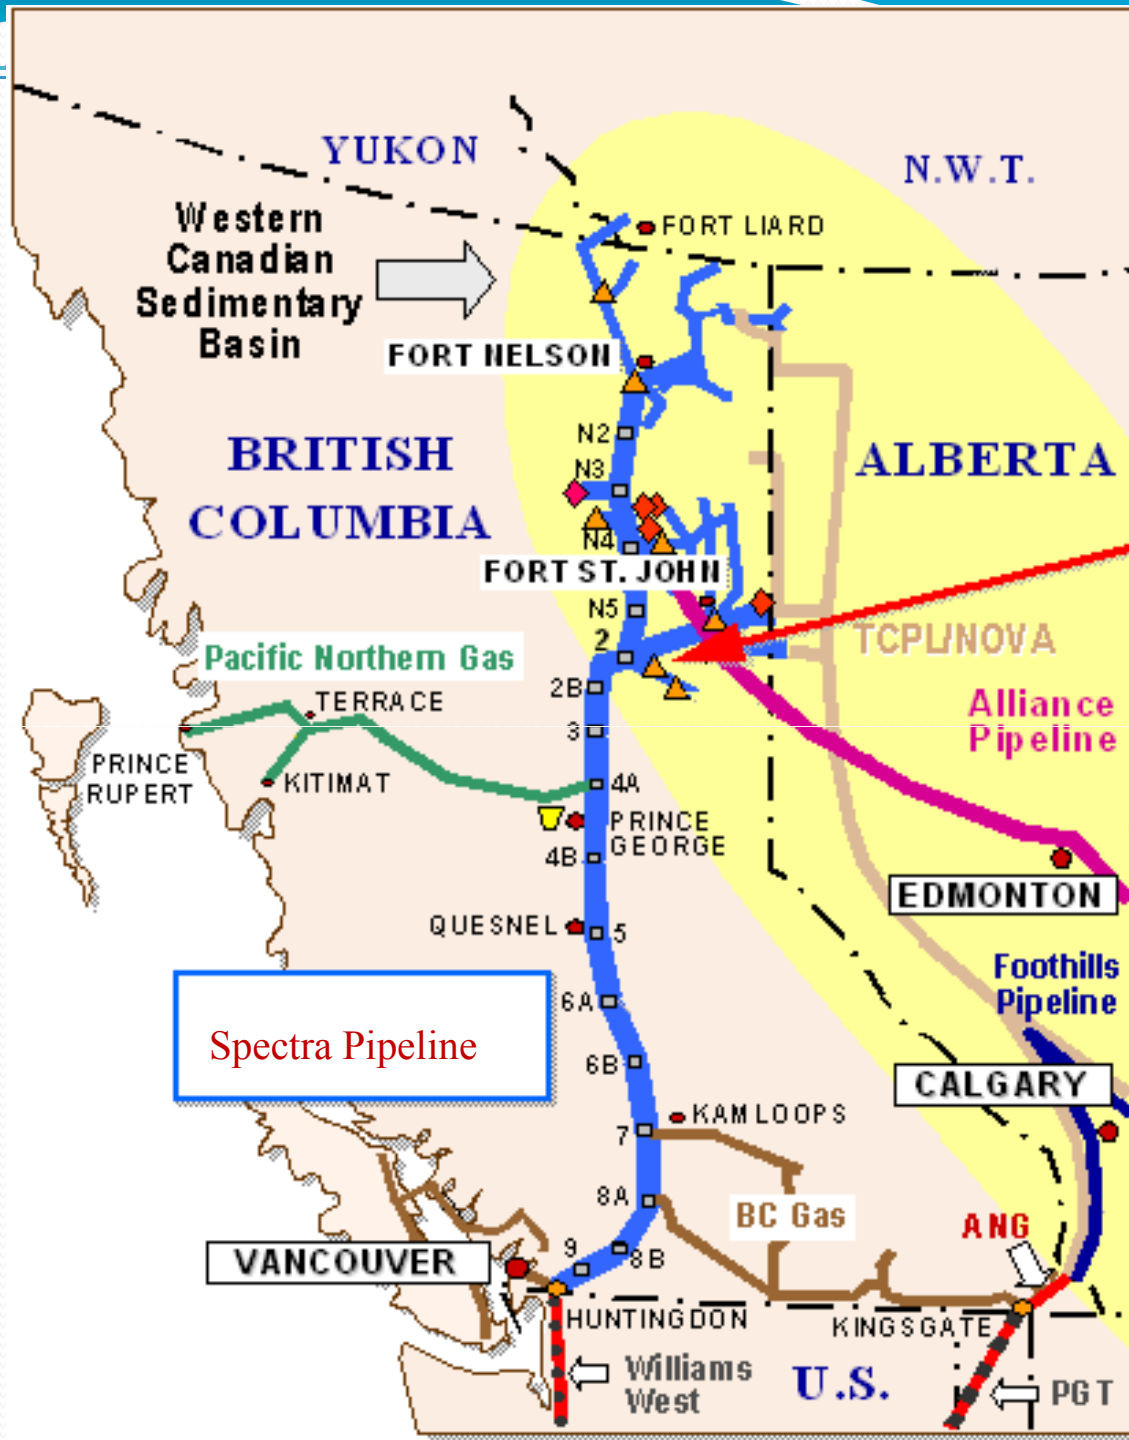 YUKON
N.W.T.
Western
Canadian
Sedimentary
Basin
FORT LIARD
FORT NELSON
N2
BRITISH
COLUMBIA
ALBERTA
N3
N4
FORT ST. JOHN
N5
2
TCPL/NOVA
Pacific Northern Gas
2B
TERRACE
Alliance
Pipeline
3
PRINCE
RUPERT
KITIMAT
4A
PRINCE
GEORGE
4B
EDMONTON
QUESNEL
5
Foothills
Pipeline
6A
Spectra Pipeline
6B
CALGARY
KAMLOOPS
7
8A
BC Gas
ANG
VANCOUVER
9
8B
HUNTINGDON
KINGSGATE
Williams
West
U.S.
PGT